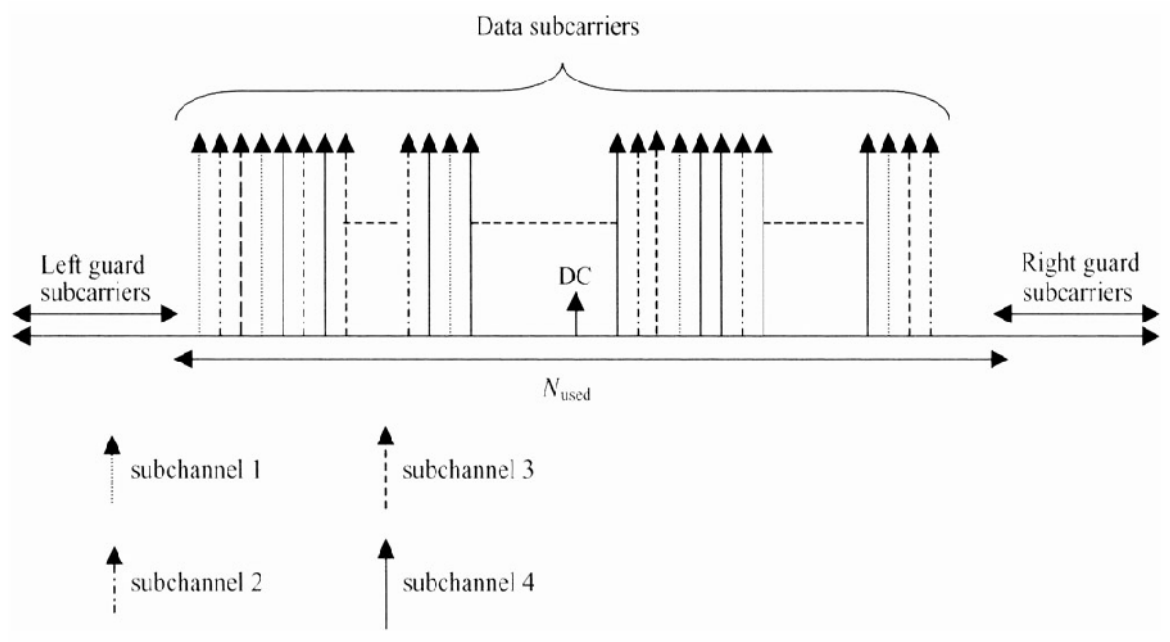 Data subcarriers
Left guard
subcarriers
DC
Right guard
subcarriers
Nused
subchannel 1
subchannel 3
subchannel 2
subchannel 4